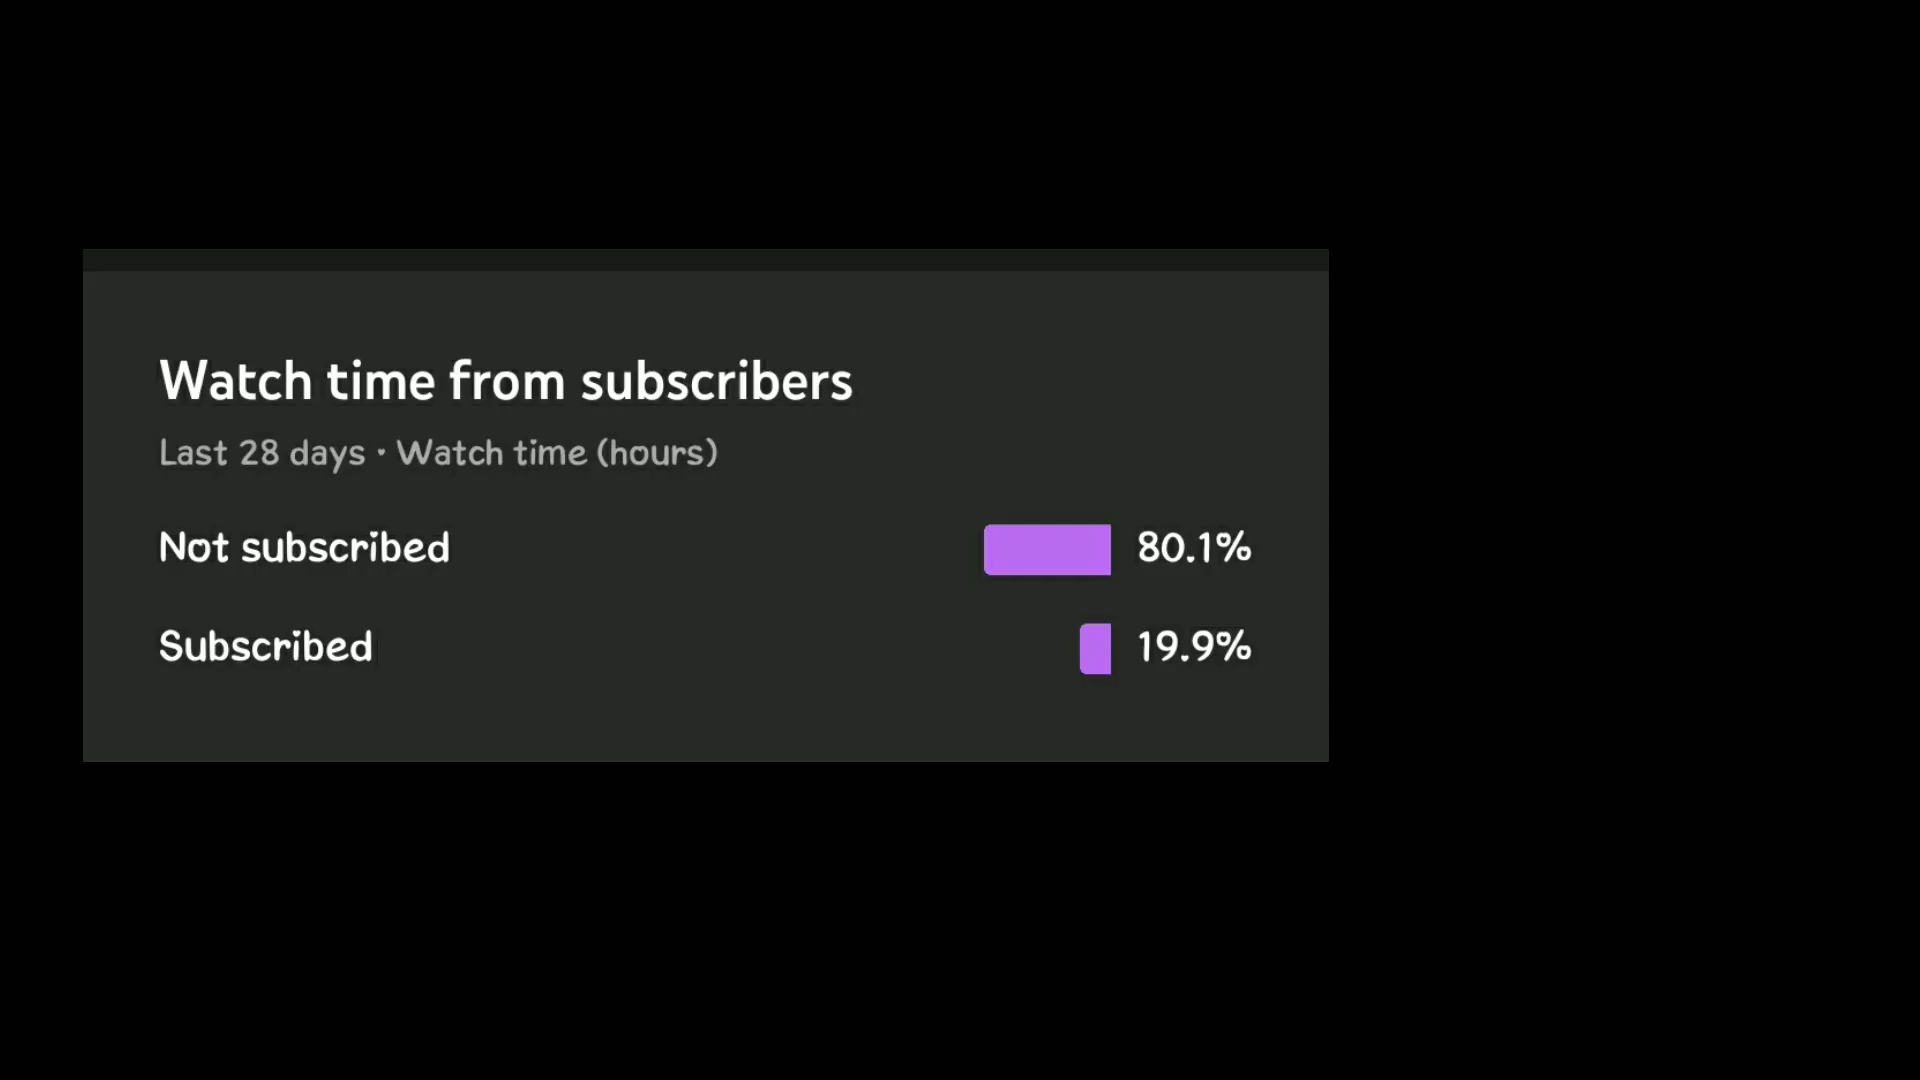 Watch time from subscribers
Last 28 days • Watch time (hours)
Not subscribed 80.1%
Subscribed 19.9%